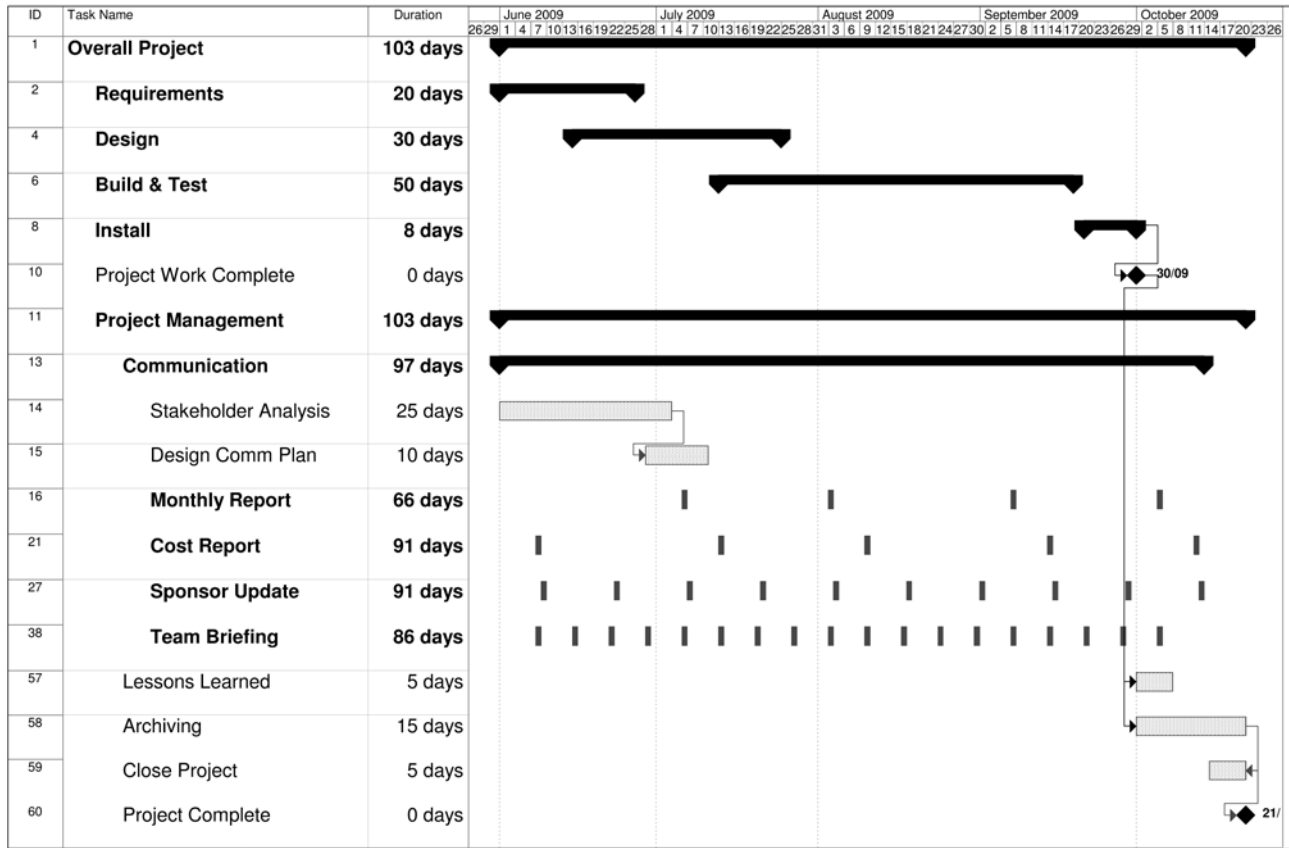 ID Task Name Duration June 2009 July 2009 August 2009 September 2009 October 2009
26 29 1 4 7 10 13 16 19 22 25 28 1 4 7 10 13 16 19 22 25 28 31 3 6 9 12 15 18 21 24 27 30 2 5 8 11 14 17 20 23 26 29 2 5 8 11 14 17 20 23 26
1 Overall Project 103 days
2 Requirements 20 days
4 Design 30 days
6 Build & Test 50 days
8 Install 8 days
10 Project Work Complete 0 days 30/09
11 Project Management 103 days
13 Communication 97 days
14 Stakeholder Analysis 25 days
15 Design Comm Plan 10 days
16 Monthly Report 66 days
21 Cost Report 91 days
27 Sponsor Update 91 days
38 Team Briefing 86 days
57 Lessons Learned 5 days
58 Archiving 15 days
59 Close Project 5 days
60 Project Complete 0 days 21/